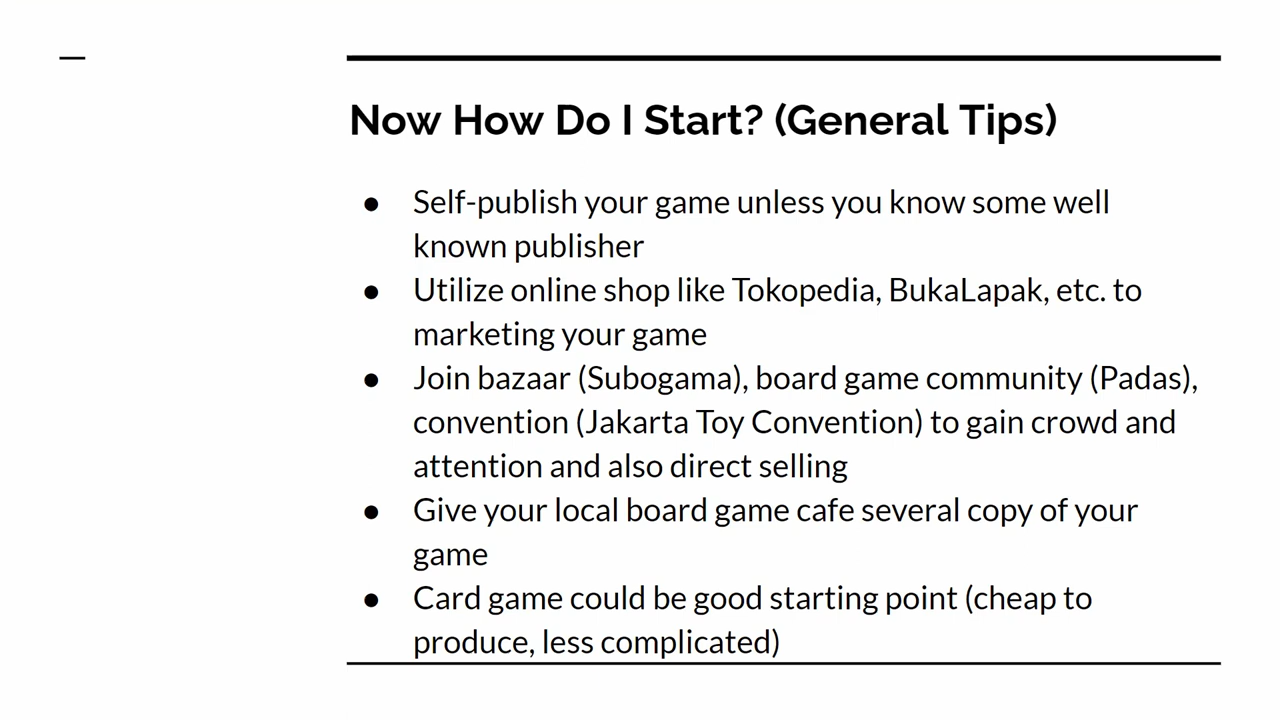 Now How Do I Start? (General Tips)
● Self-publish your game unless you know some well
known publisher
● Utilize online shop like Tokopedia, BukaLapak, etc. to
marketing your game
● Join bazaar (Subogama), board game community (Padas),
convention (Jakarta Toy Convention) to gain crowd and
attention and also direct selling
● Give your local board game cafe several copy of your
game
● Card game could be good starting point (cheap to
produce, less complicated)